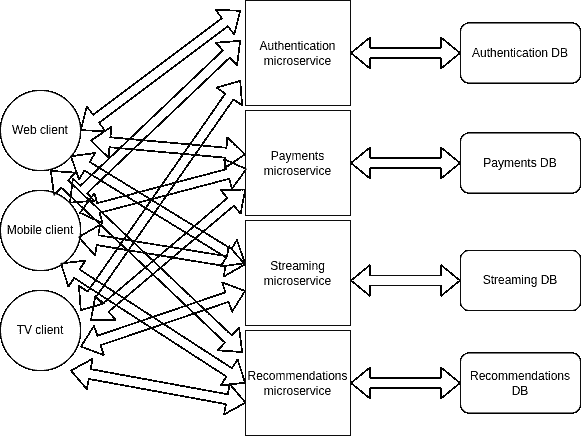 Web client
Mobile client
TV client
Authentication
microservice
Payments
microservice
Streaming
microservice
Recommendations
microservice
Authentication DB
Payments DB
Streaming DB
Recommendations
DB